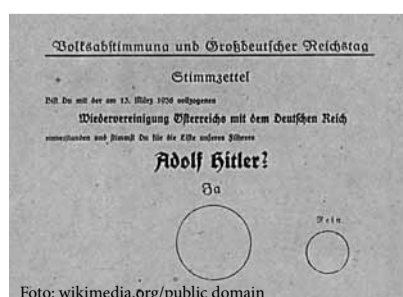 Volksabstimmung und Großdeutscher Reichstag
Stimmzettel
Bist Du mit der am 13. März 1938 vollzogenen
Wiedervereinigung Österreichs mit dem Deutschen Reich
einverstanden und stimmst Du für die Liste unseres Führers
Adolf Hitler?
Ja
Nein
Foto: wikimedia.org/public domain